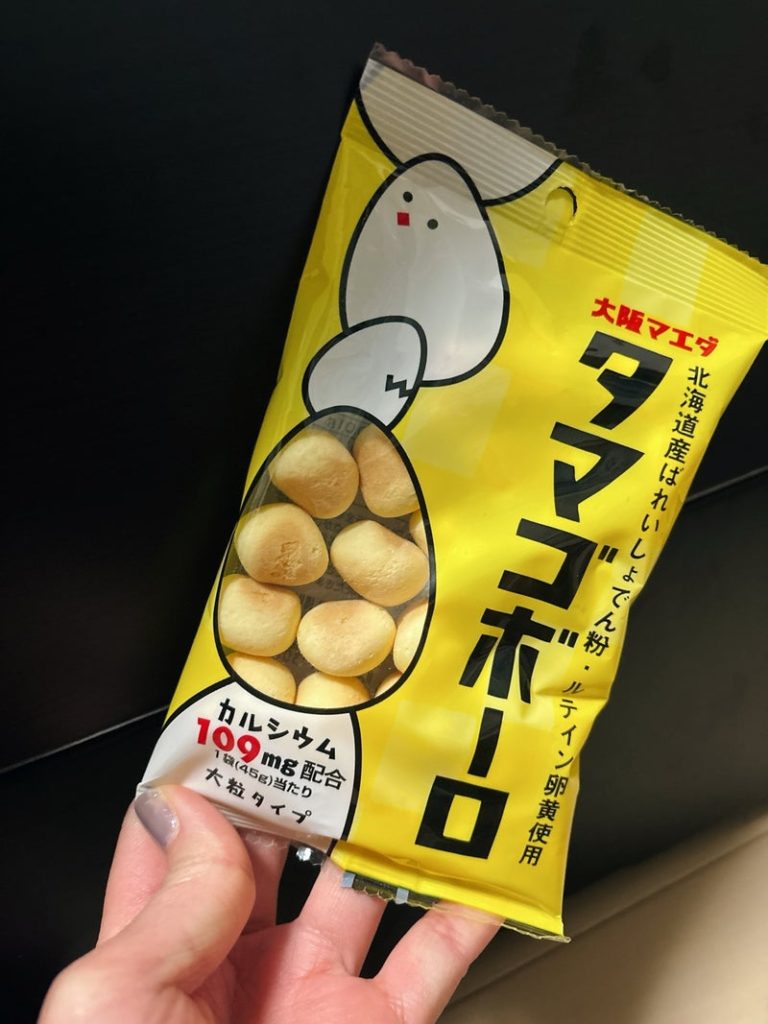 大阪マエダ
タマゴボーロ
北海道産ばれいしょでん粉・ルテイン卵黄使用
カルシウム
109mg配合
1袋(45g)当たり
大粒タイプ